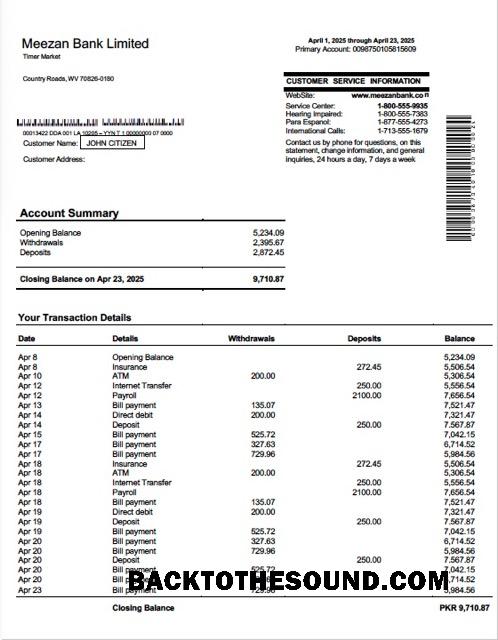 Meezan Bank Limited
Timer Market
Country Roads, WV 70826-0180
April 1, 2025 through April 23, 2025
Primary Account: 0098750105815609
CUSTOMER SERVICE INFORMATION
WebSite: www.meezanbank.co
Service Center: 1-800-555-9935
Hearing Impaired: 1-800-555-7383
Para Espanol: 1-877-555-4273
International Calls: 1-713-555-1679
Contact us by phone for questions, on this
statement, change information, and general
inquiries, 24 hours a day, 7 days a week
00013422 DDA 001 LA 10205 - YYN T 1 00000000 07 0000
Customer Name: JOHN CITIZEN
Customer Address:
Account Summary
Opening Balance 5,234.09
Withdrawals 2,395.67
Deposits 2,872.45
Closing Balance on Apr 23, 2025 9,710.87
Your Transaction Details
Date Details Withdrawals Deposits Balance
Apr 8 Opening Balance 5,234.09
Apr 8 Insurance 272.45 5,506.54
Apr 10 ATM 200.00 5,306.54
Apr 12 Internet Transfer 250.00 5,556.54
Apr 12 Payroll 2100.00 7,656.54
Apr 13 Bill payment 135.07 7,521.47
Apr 14 Direct debit 200.00 7,321.47
Apr 14 Deposit 250.00 7.567.87
Apr 15 Bill payment 525.72 7,042.15
Apr 17 Bill payment 327.63 6,714.52
Apr 17 Bill payment 729.96 5,984.56
Apr 18 Insurance 272.45 5,506.54
Apr 18 ATM 200.00 5,306.54
Apr 18 Internet Transfer 250.00 5,556.54
Apr 18 Payroll 2100.00 7,656.54
Apr 18 Bill payment 135.07 7,521.47
Apr 19 Direct debit 200.00 7,321.47
Apr 19 Deposit 250.00 7.567.87
Apr 19 Bill payment 525.72 7,042.15
Apr 20 Bill payment 327.63 6,714.52
Apr 20 Bill payment 729.96 5,984.56
Apr 20 Deposit 250.00 7.567.87
Apr 20 Bill payment 525.72
Apr 20 Bill
Apr 23 Bill payment 729.96 5,984.56
BACKTOTHESOUND.COM
Closing Balance PKR 9,710.87